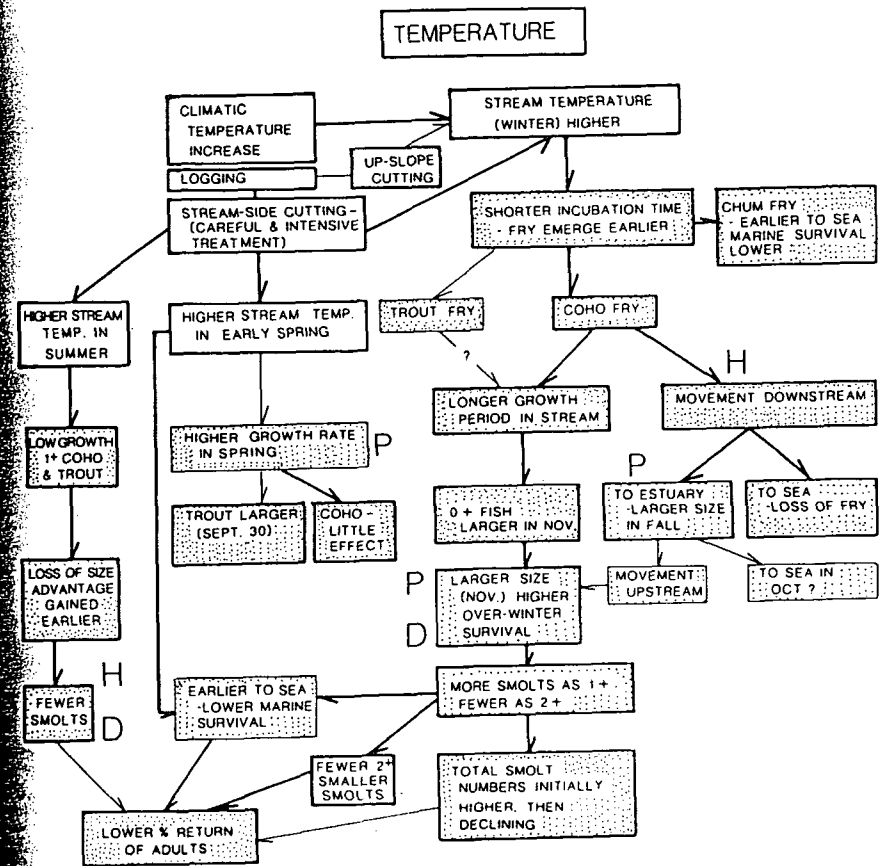 TEMPERATURE
CLIMATIC
TEMPERATURE
INCREASE
STREAM TEMPERATURE
(WINTER) HIGHER
LOGGING
UP-SLOPE
CUTTING
STREAM-SIDE CUTTING-
(CAREFUL & INTENSIVE
TREATMENT)
SHORTER INCUBATION TIME
- FRY EMERGE EARLIER
CHUM FRY
- EARLIER TO SEA
MARINE SURVIVAL
LOWER
HIGHER STREAM
TEMP. IN
SUMMER
HIGHER STREAM TEMP.
IN EARLY SPRING
TROUT FRY
COHO FRY
?
H
LONGER GROWTH
PERIOD IN STREAM
MOVEMENT DOWNSTREAM
LOW GROWTH
1+ COHO
& TROUT
HIGHER GROWTH RATE
IN SPRING
P
P
TROUT LARGER
(SEPT. 30)
COHO-
LITTLE
EFFECT
0+ FISH
LARGER IN NOV.
TO ESTUARY
-LARGER SIZE
IN FALL
TO SEA
-LOSS OF FRY
LOSS OF SIZE
ADVANTAGE
GAINED
EARLIER
P
D
LARGER SIZE
(NOV.) HIGHER
OVER-WINTER
SURVIVAL
MOVEMENT
UPSTREAM
TO SEA IN
OCT ?
H
D
FEWER
SMOLTS
EARLIER TO SEA
-LOWER MARINE
SURVIVAL
MORE SMOLTS AS 1+
FEWER AS 2+
FEWER 2+
SMALLER
SMOLTS
TOTAL SMOLT
NUMBERS INITIALLY
HIGHER, THEN
DECLINING
LOWER % RETURN
OF ADULTS